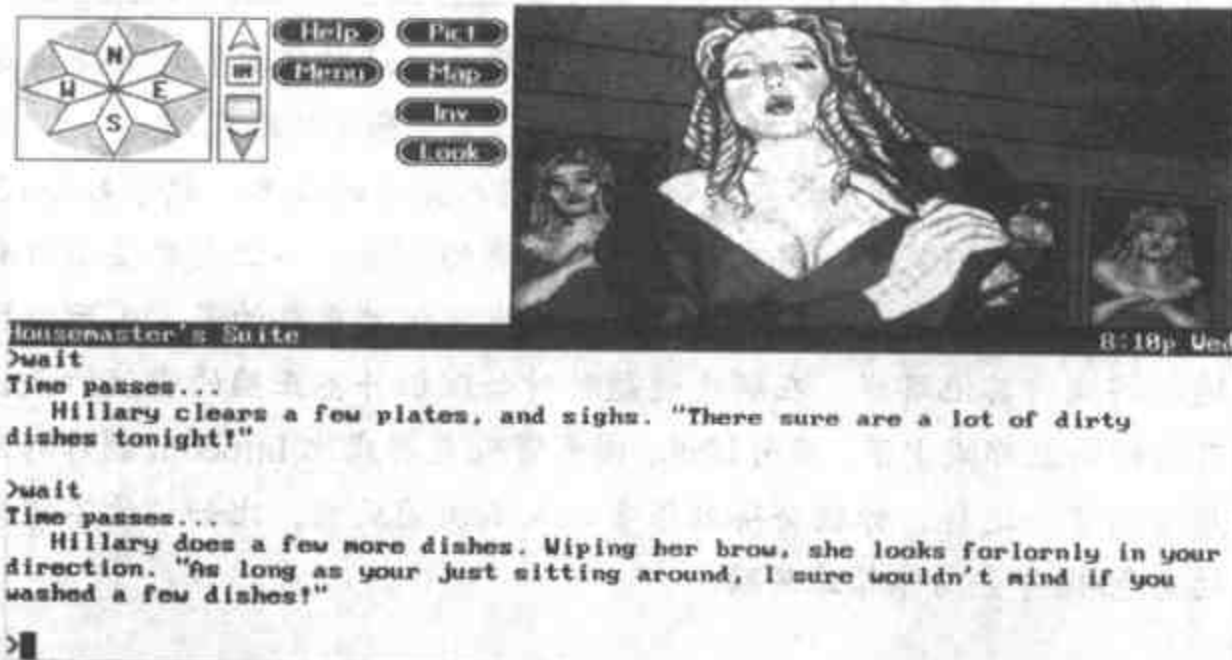 N
W E
S
IN
Help Pict
Menu Map
Inv
Look
Housemaster's Suite 8:10p Wed
>wait
Time passes...
Hillary clears a few plates, and sighs. "There sure are a lot of dirty
dishes tonight!"
>wait
Time passes...
Hillary does a few more dishes. Wiping her brow, she looks forlornly in your
direction. "As long as your just sitting around, I sure wouldn't mind if you
washed a few dishes!"
>